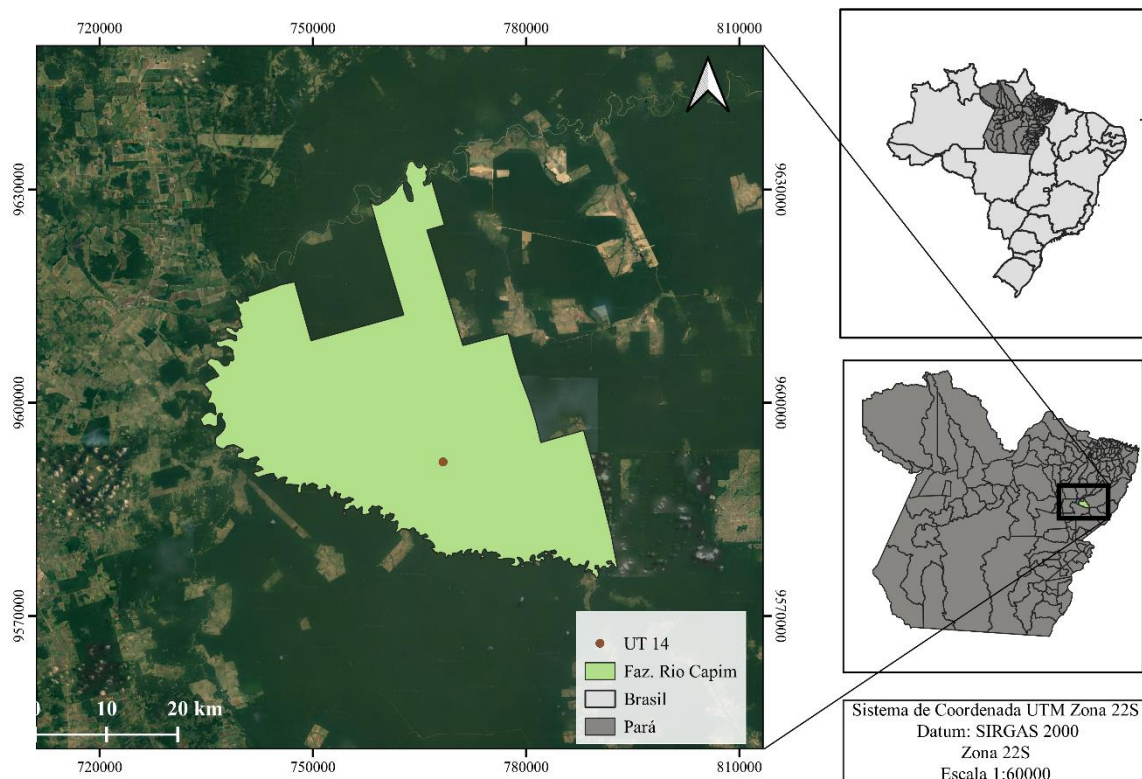 720000 750000 780000 810000
9630000 9630000
9600000 9600000
9570000 9570000
UT 14
Faz. Rio Capim
Brasil
Pará
0 10 20 km
720000 750000 780000 810000
Sistema de Coordenada UTM Zona 22S
Datum: SIRGAS 2000
Zona 22S
Escala 1:60000